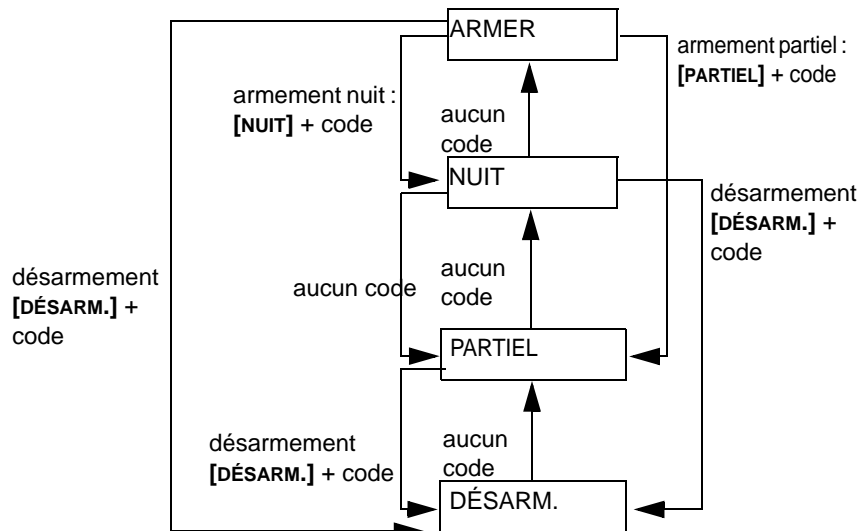 ARMER
armement partiel :
[PARTIEL] + code
armement nuit :
[NUIT] + code
aucun
code
NUIT
désarmement
[DÉSARM.] +
code
désarmement
[DÉSARM.] +
code
aucun code
aucun
code
PARTIEL
désarmement
[DÉSARM.] + code
aucun
code
DÉSARM.